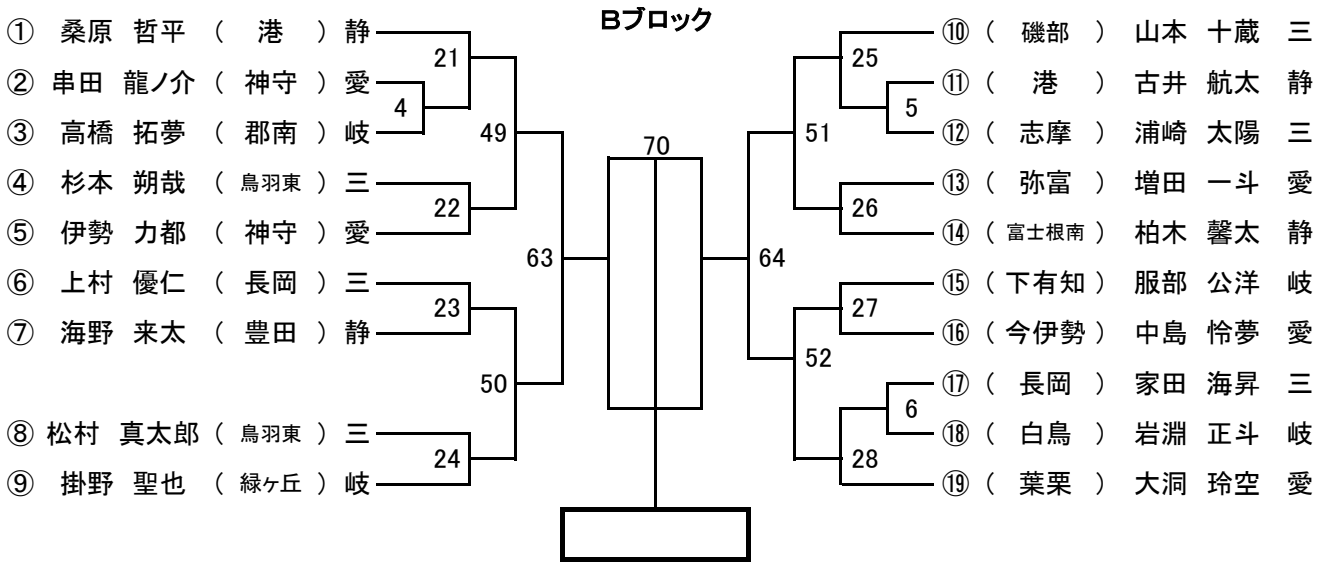 Bブロック
① 桑原 哲平 ( 港 ) 静
② 串田 龍ノ介 ( 神守 ) 愛
③ 高橋 拓夢 ( 郡南 ) 岐
④ 杉本 朔哉 ( 鳥羽東 ) 三
⑤ 伊勢 力都 ( 神守 ) 愛
⑥ 上村 優仁 ( 長岡 ) 三
⑦ 海野 来太 ( 豊田 ) 静
⑧ 松村 真太郎 ( 鳥羽東 ) 三
⑨ 掛野 聖也 ( 緑ヶ丘 ) 岐
21
4
49
22
63
23
50
24
70
⑩ ( 磯部 ) 山本 十蔵 三
⑪ ( 港 ) 古井 航太 静
⑫ ( 志摩 ) 浦崎 太陽 三
⑬ ( 弥富 ) 増田 一斗 愛
⑭ ( 富士根南 ) 柏木 馨太 静
⑮ ( 下有知 ) 服部 公洋 岐
⑯ ( 今伊勢 ) 中島 怜夢 愛
⑰ ( 長岡 ) 家田 海昇 三
⑱ ( 白鳥 ) 岩淵 正斗 岐
⑲ ( 葉栗 ) 大洞 玲空 愛
25
5
51
26
64
27
52
6
28